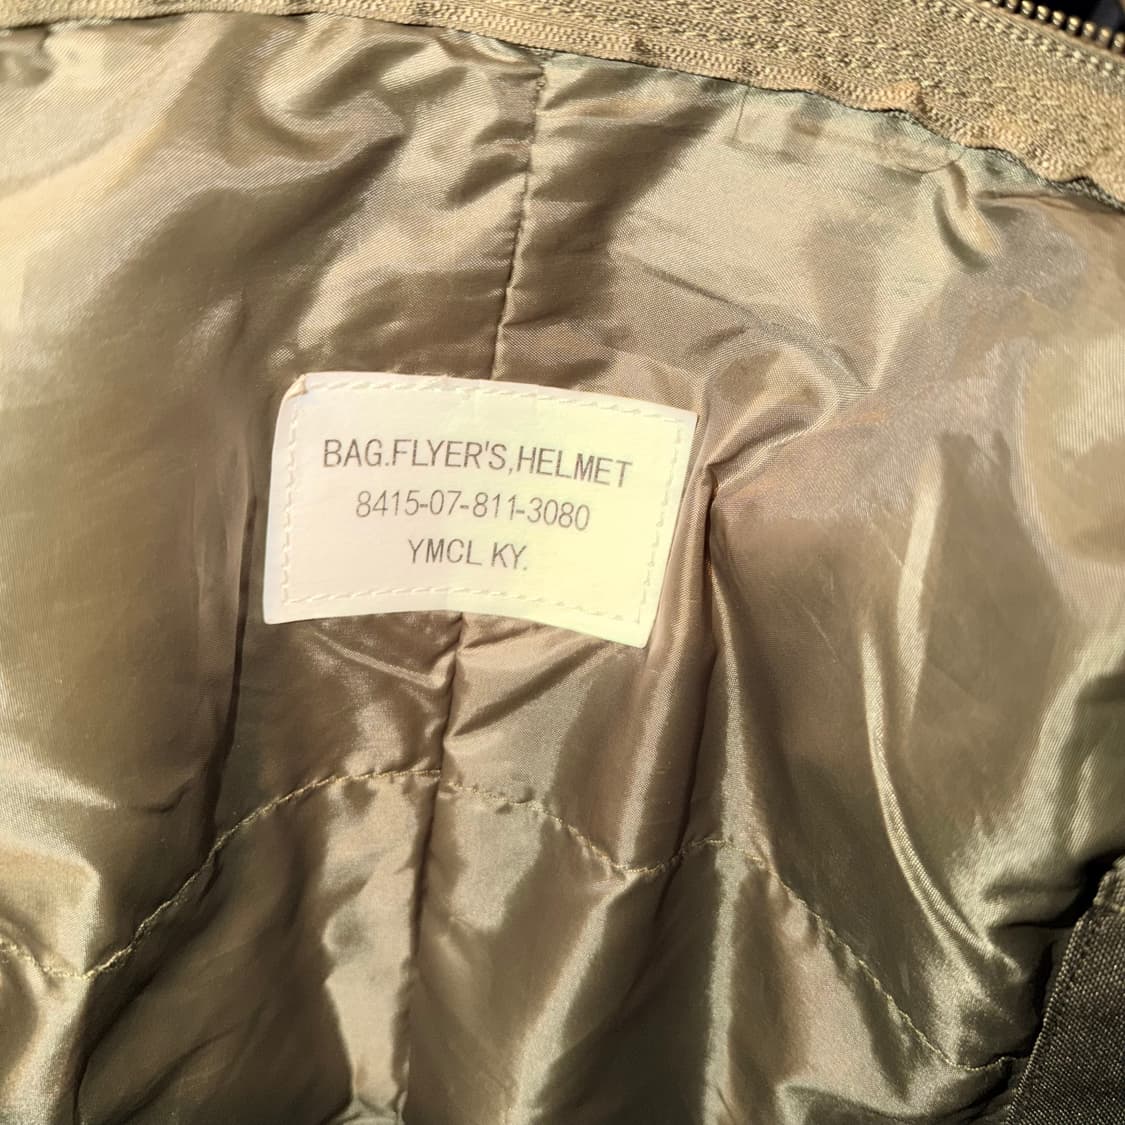 BAG.FLYER'S,HELMET
8415-07-811-3080
YMCL KY.